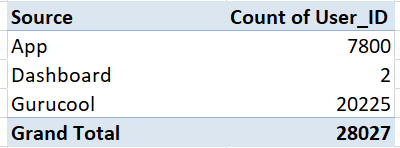 Source Count of User_ID
App 7800
Dashboard 2
Gurucool 20225
Grand Total 28027